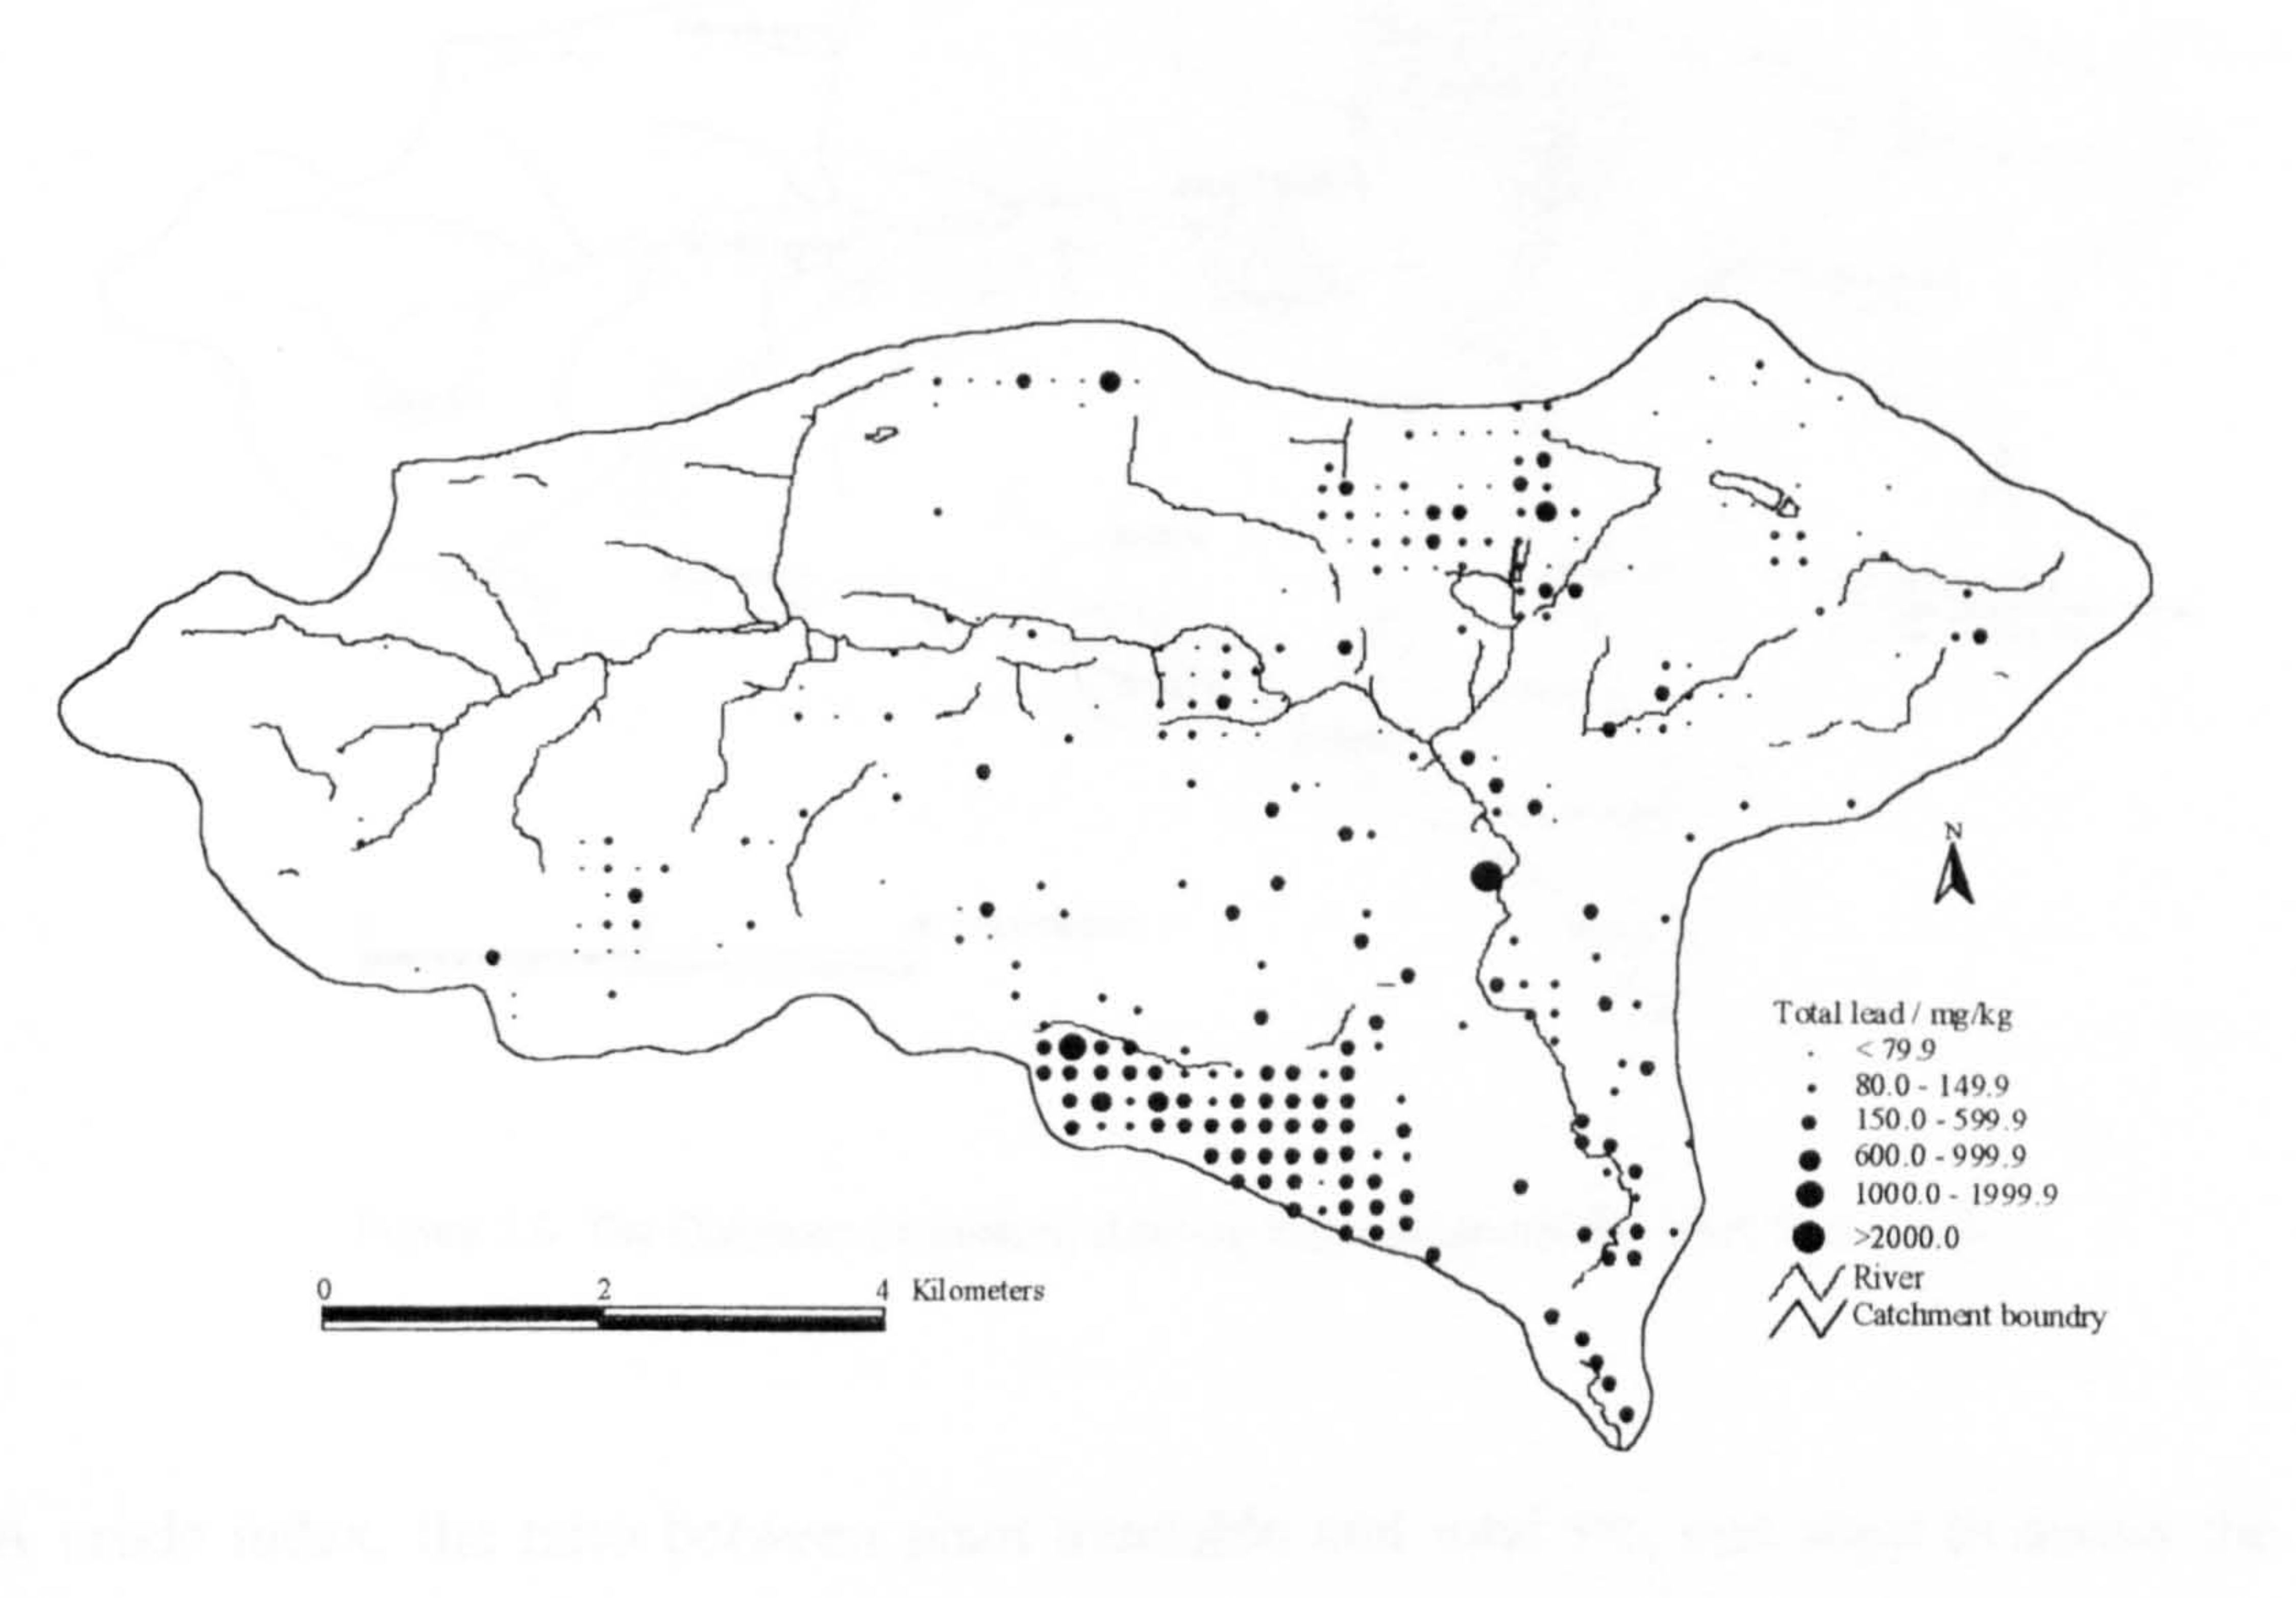 N
Total lead / mg/kg
< 79.9
80.0 - 149.9
150.0 - 599.9
600.0 - 999.9
1000.0 - 1999.9
>2000.0
River
Catchment boundry
0 2 4 Kilometers